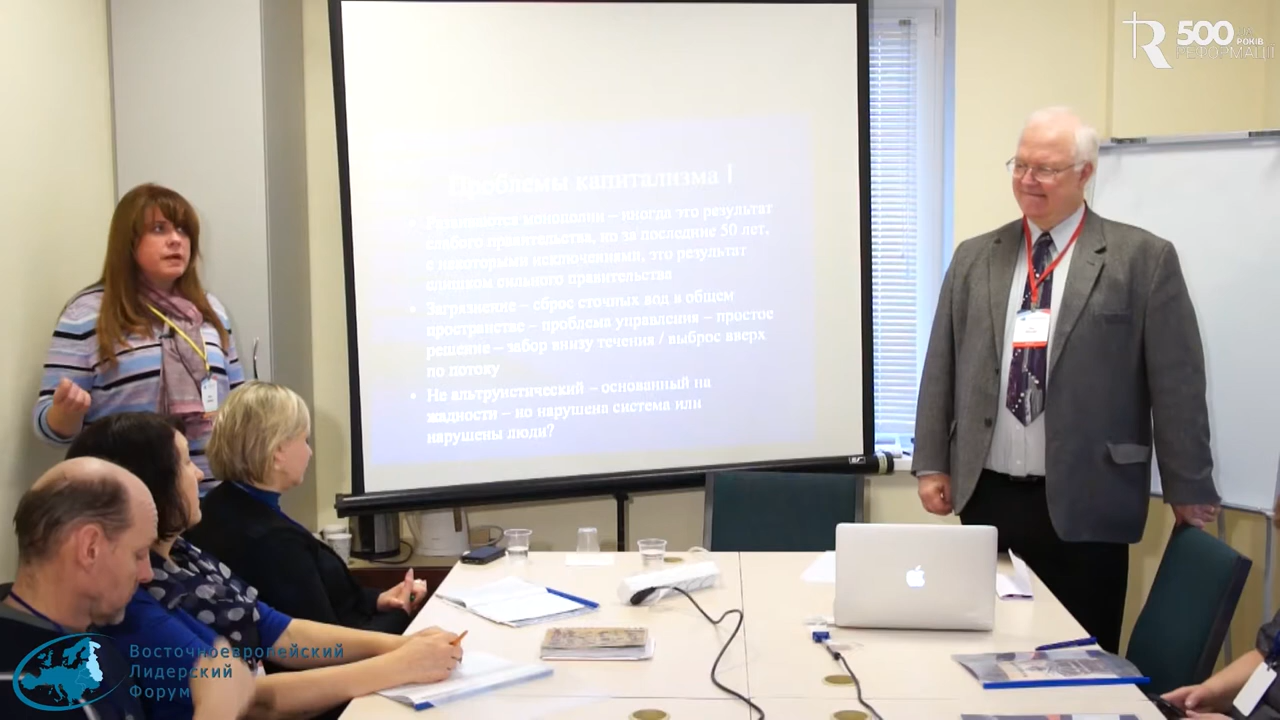 500 РОКІВ
РЕФОРМАЦІЇ
Проблемы капитализма I
монополии – иногда это результат
слабого правительства, но за последние 50 лет,
с некоторыми исключениями, это результат
слишком сильного правительства
Загрязнение – сброс сточных вод в общем
пространстве – проблема управления – простое
решение – забор внизу течения / выброс вверх
по потоку
Не альтруистический – основанный на
жадности – но нарушена система или
нарушены люди?
Восточноевропейский
Лидерский
Форум